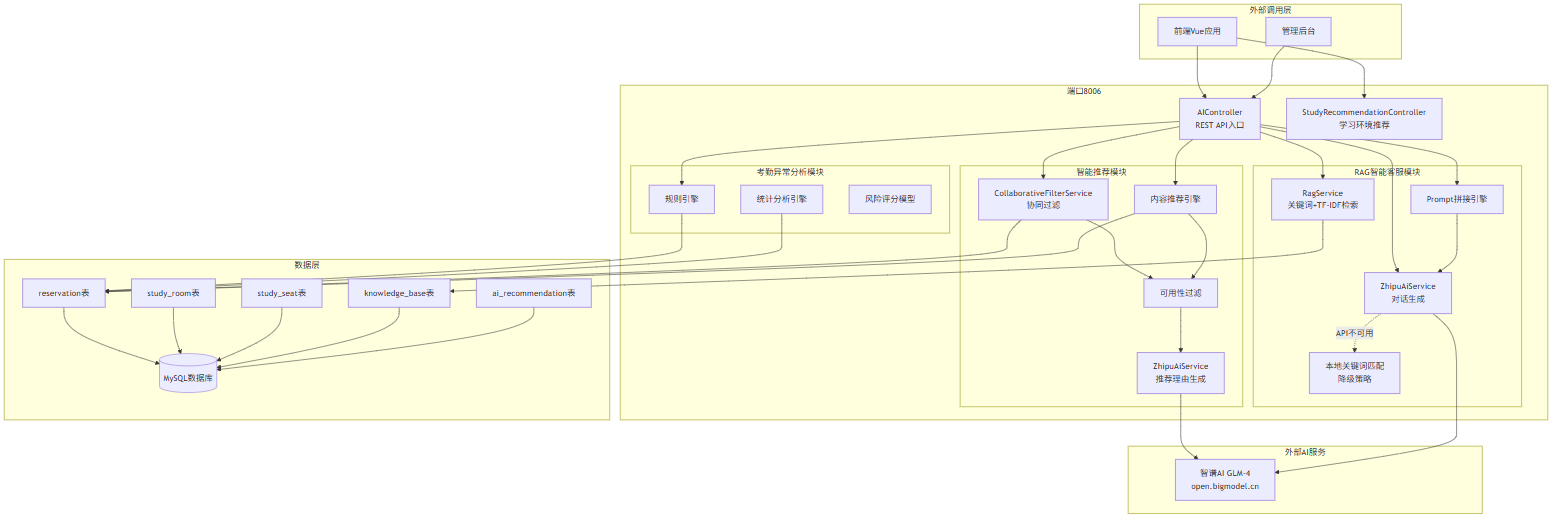 外部调用层
前端Vue应用
管理后台
端口8006
AIController
REST API入口
StudyRecommendationController
学习环境推荐
考勤异常分析模块
规则引擎
统计分析引擎
风险评分模型
智能推荐模块
CollaborativeFilterService
协同过滤
内容推荐引擎
可用性过滤
ZhipuAiService
推荐理由生成
RAG智能客服模块
RagService
关键词+TF-IDF检索
Prompt拼接引擎
ZhipuAiService
对话生成
API不可用
本地关键词匹配
降级策略
数据层
reservation表
study_room表
study_seat表
knowledge_base表
ai_recommendation表
MySQL数据库
外部AI服务
智谱AI GLM-4
open.bigmodel.cn